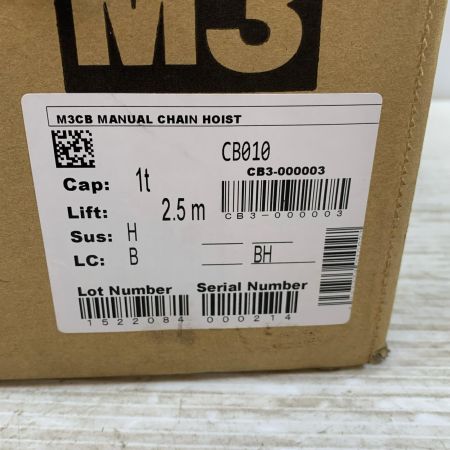 M3
M3CB MANUAL CHAIN HOIST
CB010
CB3-000003
Cap: 1t
CB3-000003
Lift: 2.5 m
Sus: H
LC: B BH
Lot Number Serial Number
1522084 000214